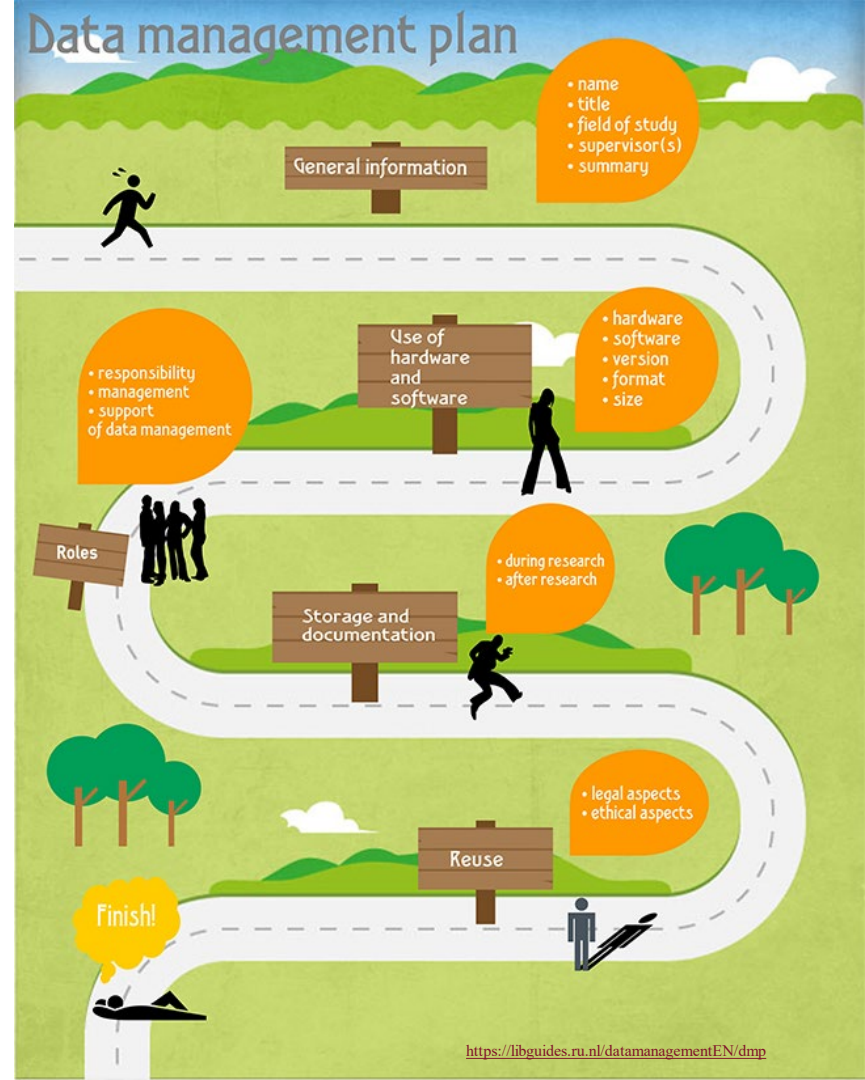 Data management plan
• name
• title
• field of study
• supervisor(s)
• summary
General information
Use of
hardware
and
software
• hardware
• software
• version
• format
• size
• responsibility
• management
• support
of data management
Roles
Storage and
documentation
• during research
• after research
Reuse
• legal aspects
• ethical aspects
Finish!
https://libguides.ru.nl/datamanagementEN/dmp